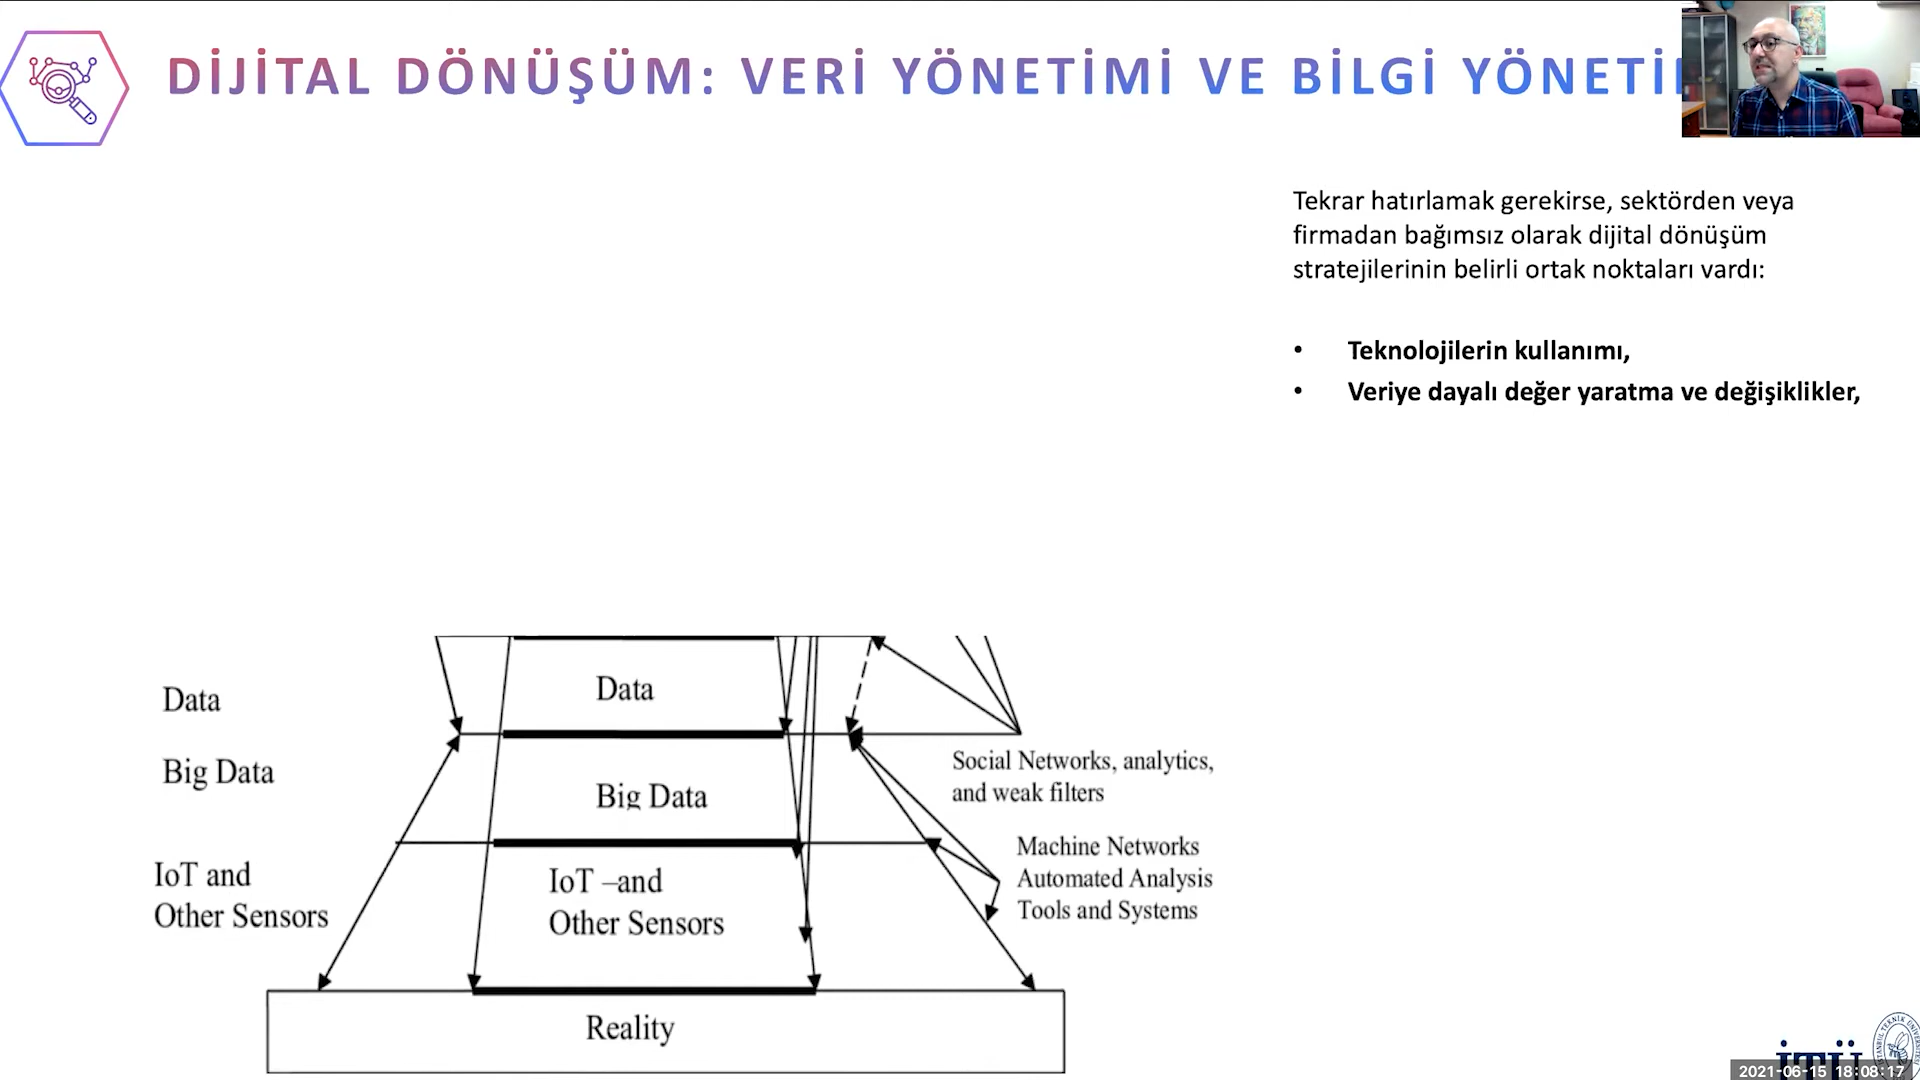 DİJİTAL DÖNÜŞÜM: VERİ YÖNETİMİ VE BİLGİ
Tekrar hatırlamak gerekirse, sektörden veya
firmadan bağımsız olarak dijital dönüşüm
stratejilerinin belirli ortak noktaları vardı:
• Teknolojilerin kullanımı,
• Veriye dayalı değer yaratma ve değişiklikler,
Data
Data
Big Data
Big Data
Social Networks, analytics,
and weak filters
IoT and
Other Sensors
IoT –and
Other Sensors
Machine Networks
Automated Analysis
Tools and Systems
Reality
İTÜ
2021-06-15 18:08:17